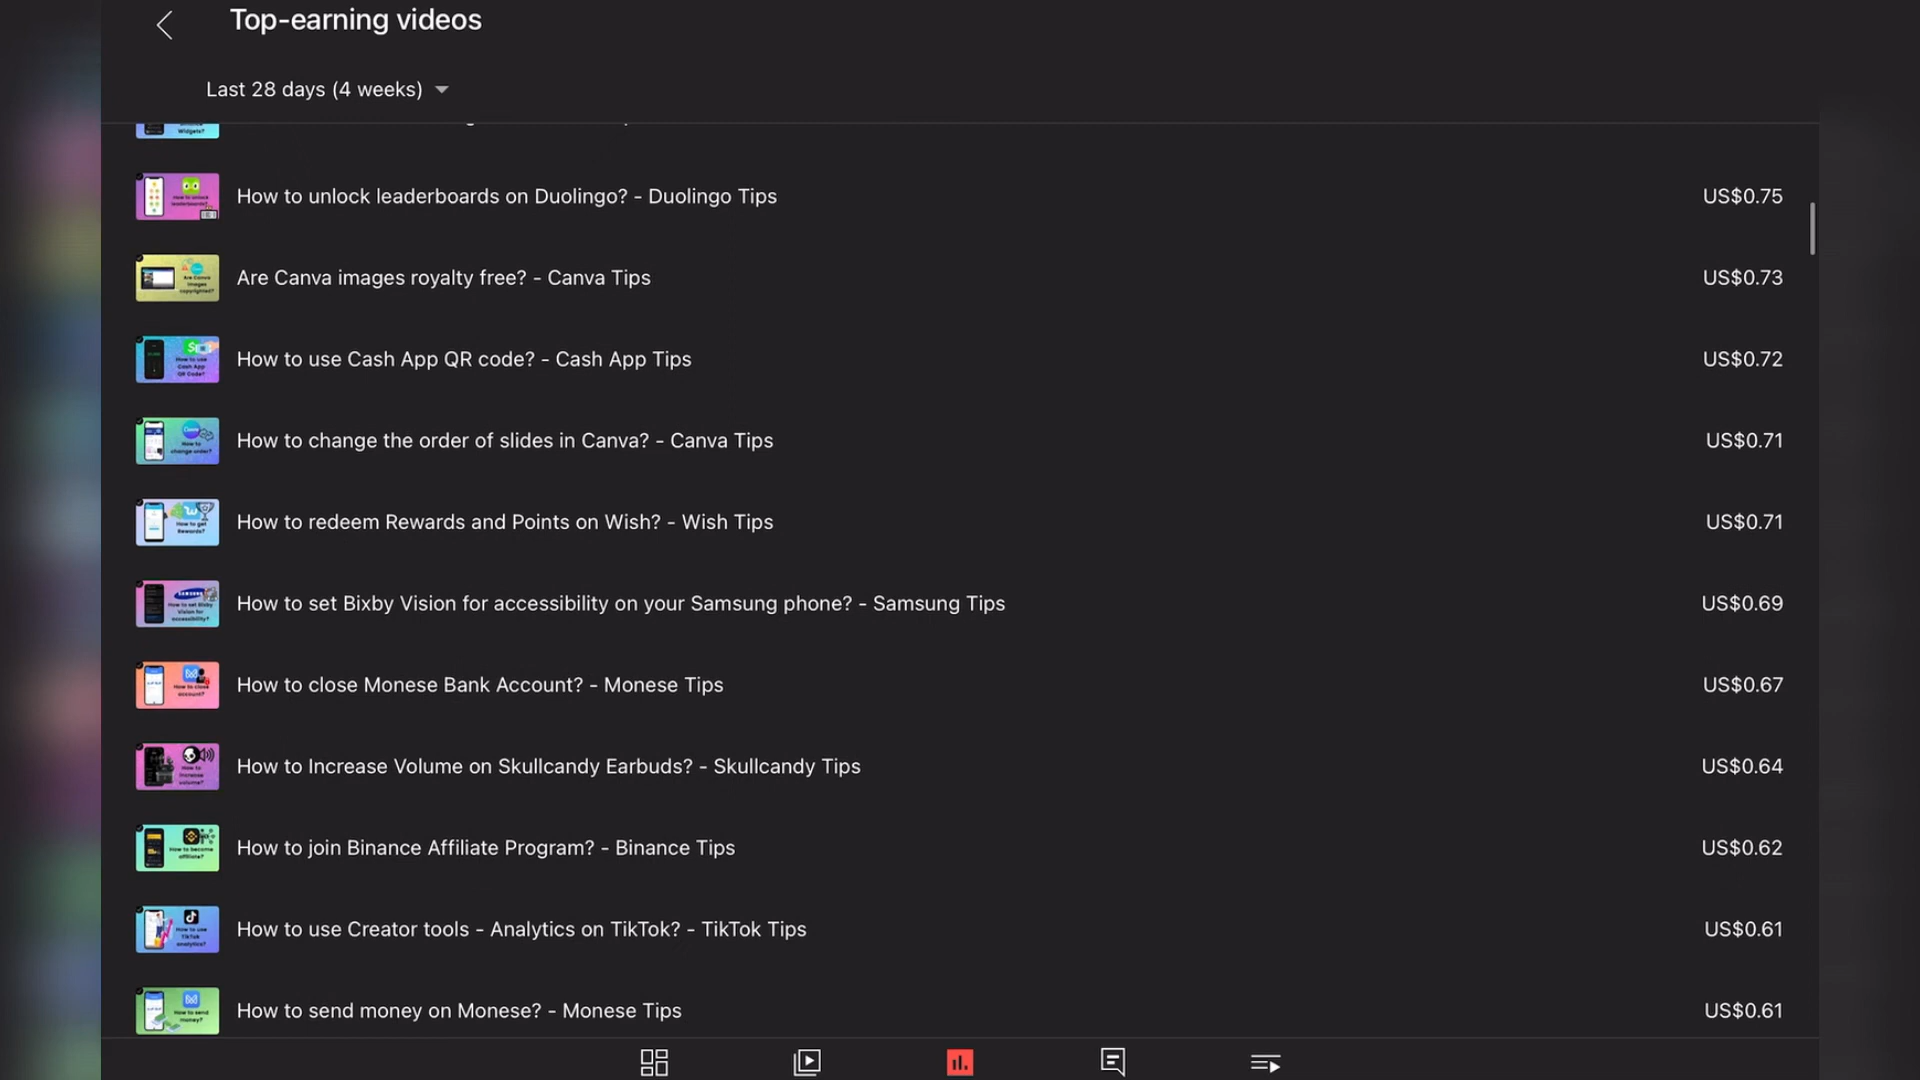 Top-earning videos
Last 28 days (4 weeks)
Widgets?
How to unlock leaderboards on Duolingo? - Duolingo Tips
US$0.75
Are Canva images royalty free? - Canva Tips
US$0.73
How to use Cash App QR code? - Cash App Tips
US$0.72
How to change the order of slides in Canva? - Canva Tips
US$0.71
How to redeem Rewards and Points on Wish? - Wish Tips
US$0.71
How to set Bixby Vision for accessibility on your Samsung phone? - Samsung Tips
US$0.69
How to close Monese Bank Account? - Monese Tips
US$0.67
How to Increase Volume on Skullcandy Earbuds? - Skullcandy Tips
US$0.64
How to join Binance Affiliate Program? - Binance Tips
US$0.62
How to use Creator tools - Analytics on TikTok? - TikTok Tips
US$0.61
How to send money on Monese? - Monese Tips
US$0.61